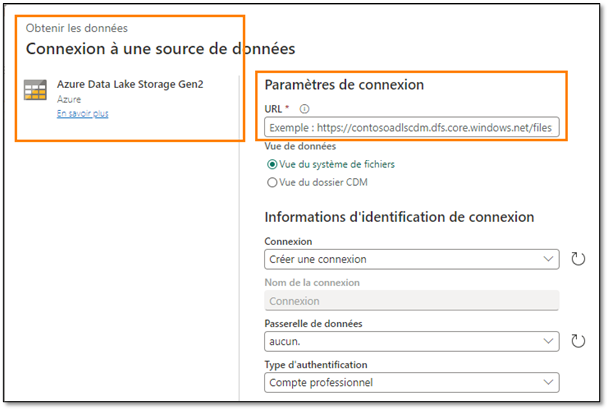 Obtenir les données
Connexion à une source de données
Azure Data Lake Storage Gen2
Azure
En savoir plus
Paramètres de connexion
URL *
Exemple : https://contosoadlscdm.dfs.core.windows.net/files
Vue de données
Vue du système de fichiers
Vue du dossier CDM
Informations d'identification de connexion
Connexion
Créer une connexion
Nom de la connexion
Connexion
Passerelle de données
aucun.
Type d'authentification
Compte professionnel